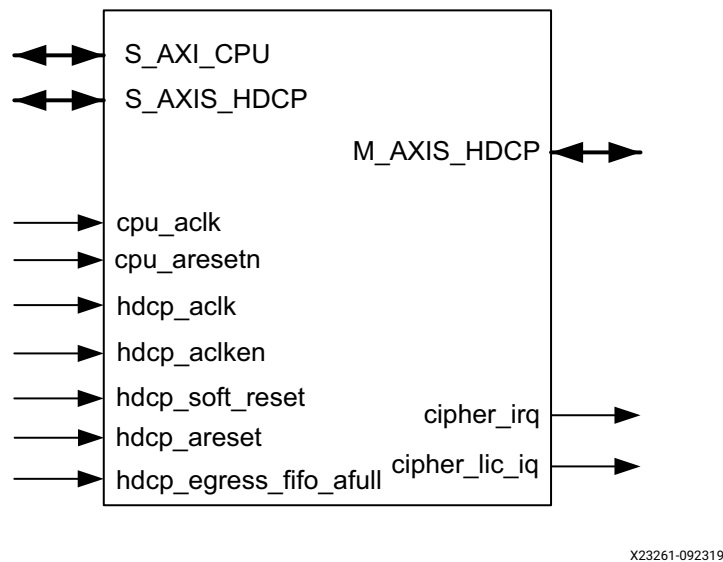 S_AXI_CPU
S_AXIS_HDCP
M_AXIS_HDCP
cpu_aclk
cpu_aresetn
hdcp_aclk
hdcp_aclken
hdcp_soft_reset
hdcp_areset
hdcp_egress_fifo_afull
cipher_irq
cipher_lic_iq
X23261-092319